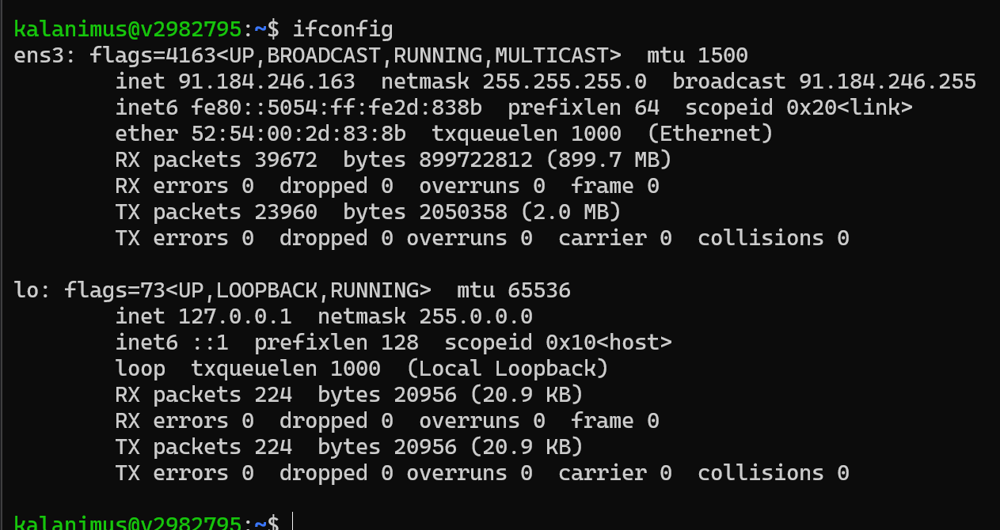 kalanimus@v2982795:~$ ifconfig
ens3: flags=4163<UP,BROADCAST,RUNNING,MULTICAST>  mtu 1500
        inet 91.184.246.163  netmask 255.255.255.0  broadcast 91.184.246.255
        inet6 fe80::5054:ff:fe2d:838b  prefixlen 64  scopeid 0x20<link>
        ether 52:54:00:2d:83:8b  txqueuelen 1000  (Ethernet)
        RX packets 39672  bytes 899722812 (899.7 MB)
        RX errors 0  dropped 0  overruns 0  frame 0
        TX packets 23960  bytes 2050358 (2.0 MB)
        TX errors 0  dropped 0 overruns 0  carrier 0  collisions 0

lo: flags=73<UP,LOOPBACK,RUNNING>  mtu 65536
        inet 127.0.0.1  netmask 255.0.0.0
        inet6 ::1  prefixlen 128  scopeid 0x10<host>
        loop  txqueuelen 1000  (Local Loopback)
        RX packets 224  bytes 20956 (20.9 KB)
        RX errors 0  dropped 0  overruns 0  frame 0
        TX packets 224  bytes 20956 (20.9 KB)
        TX errors 0  dropped 0 overruns 0  carrier 0  collisions 0

kalanimus@v2982795:~$